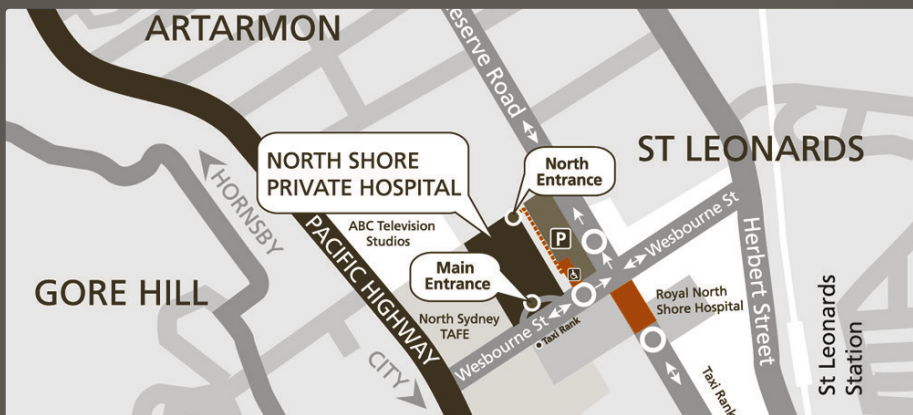 ARTARMON
eserve Road
ST LEONARDS
NORTH SHORE
PRIVATE HOSPITAL
North
Entrance
HORNSBY
PACIFIC HIGHWAY
ABC Television
Studios
P
Wesbourne St
Herbert Street
Main
Entrance
GORE HILL
North Sydney
TAFE
Wesbourne St
Taxi Rank
Royal North
Shore Hospital
CITY
Taxi Rank
St Leonards
Station